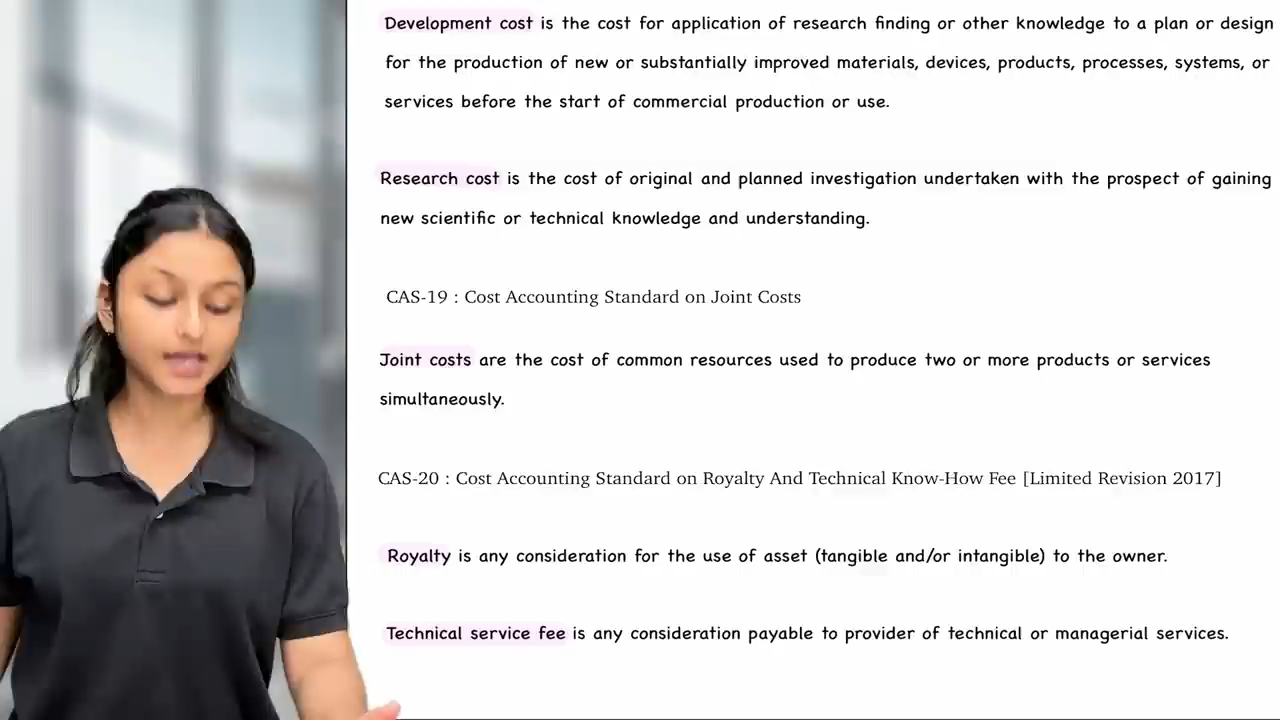 Development cost is the cost for application of research finding or other knowledge to a plan or design
for the production of new or substantially improved materials, devices, products, processes, systems, or
services before the start of commercial production or use.
Research cost is the cost of original and planned investigation undertaken with the prospect of gaining
new scientific or technical knowledge and understanding.
CAS-19 : Cost Accounting Standard on Joint Costs
Joint costs are the cost of common resources used to produce two or more products or services
simultaneously.
CAS-20 : Cost Accounting Standard on Royalty And Technical Know-How Fee [Limited Revision 2017]
Royalty is any consideration for the use of asset (tangible and/or intangible) to the owner.
Technical service fee is any consideration payable to provider of technical or managerial services.